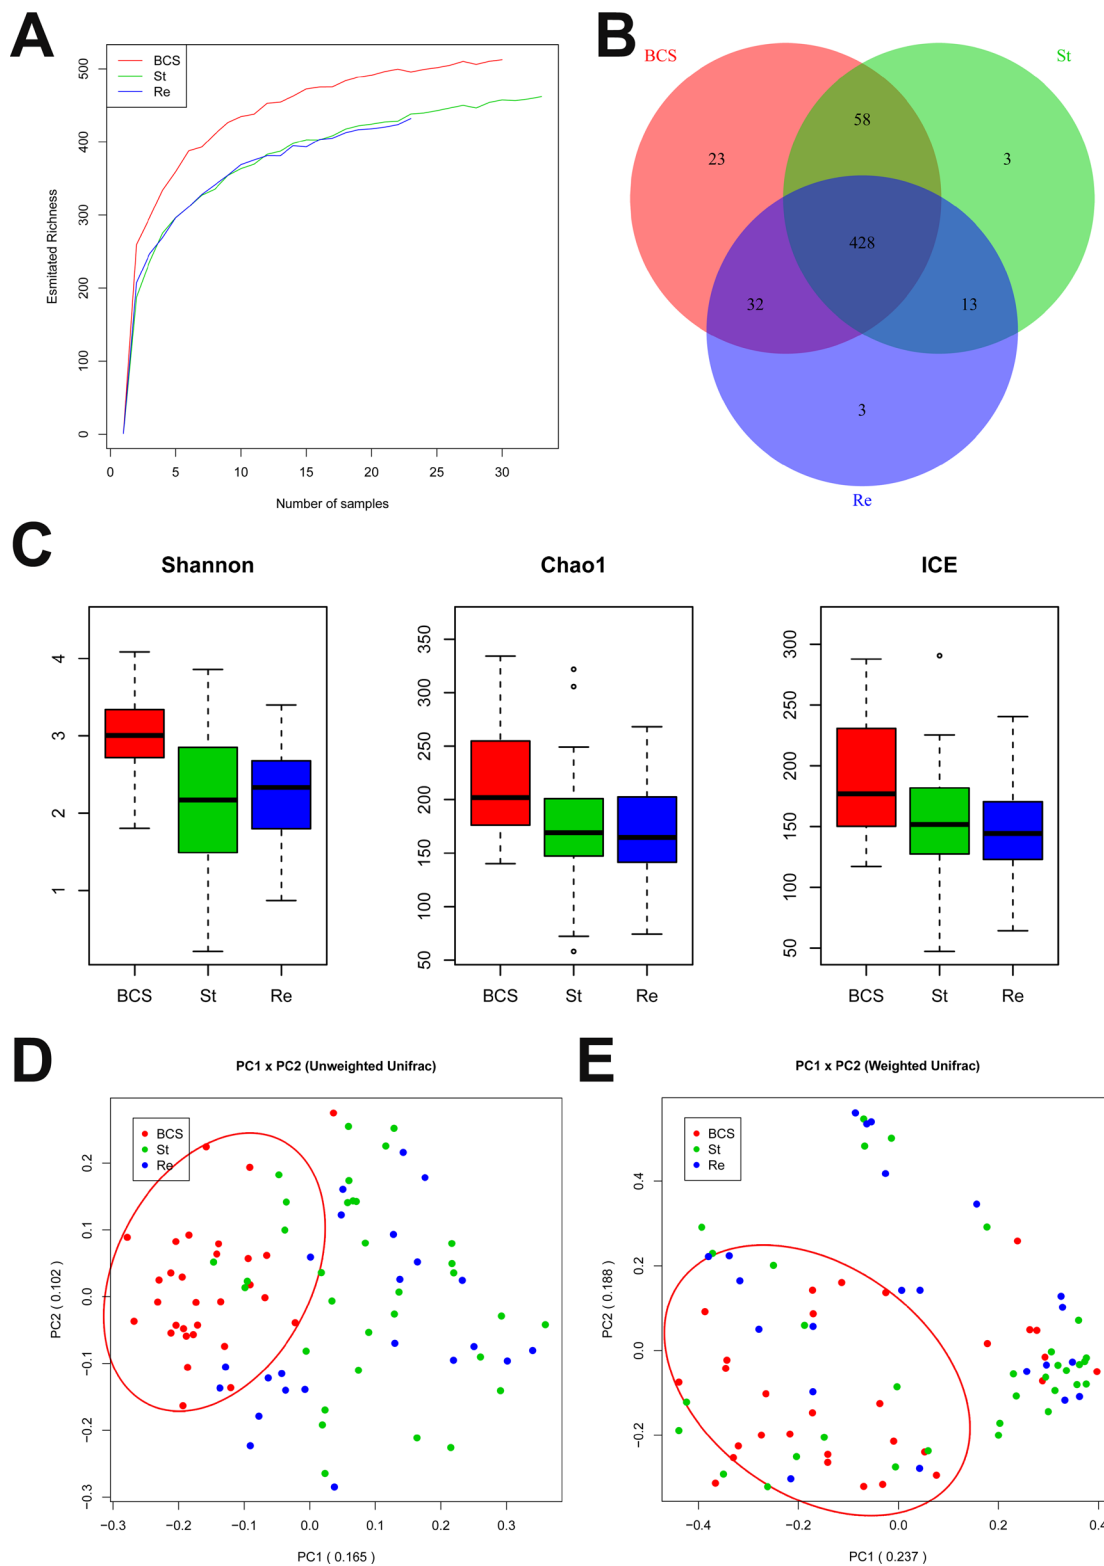 A
BCS
St
Re
0
100
200
300
400
500
Esmitated Richness
0
5
10
15
20
25
30
Number of samples
B
BCS
St
58
23
3
428
32
13
3
Re
C
Shannon
1
2
3
4
BCS
St
Re
Chao1
50
100
150
200
250
300
350
BCS
St
Re
ICE
50
100
150
200
250
300
BCS
St
Re
D
PC1 x PC2 (Unweighted Unifrac)
BCS
St
Re
−0.3
−0.2
−0.1
0.0
0.1
0.2
PC2 ( 0.102)
−0.3
−0.2
−0.1
0.0
0.1
0.2
0.3
PC1 ( 0.165)
E
PC1 x PC2 (Weighted Unifrac)
BCS
St
Re
−0.2
0.0
0.2
0.4
PC2 ( 0.188)
−0.4
−0.2
0.0
0.2
0.4
PC1 ( 0.237)